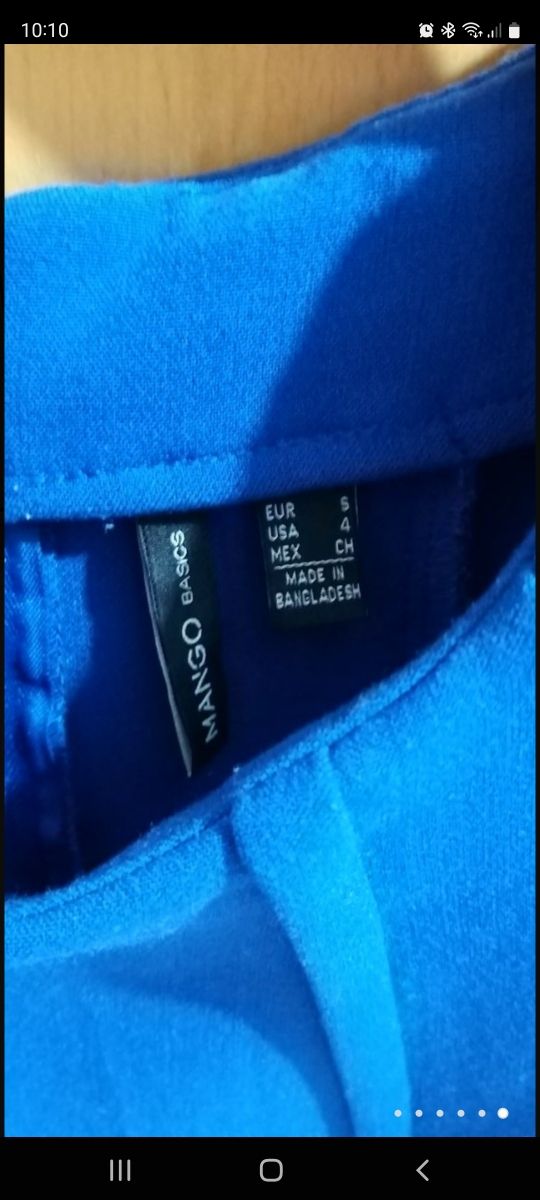 10:10
EUR S
USA 4
MEX CH
MADE IN
BANGLADESH
MANGO BASICS